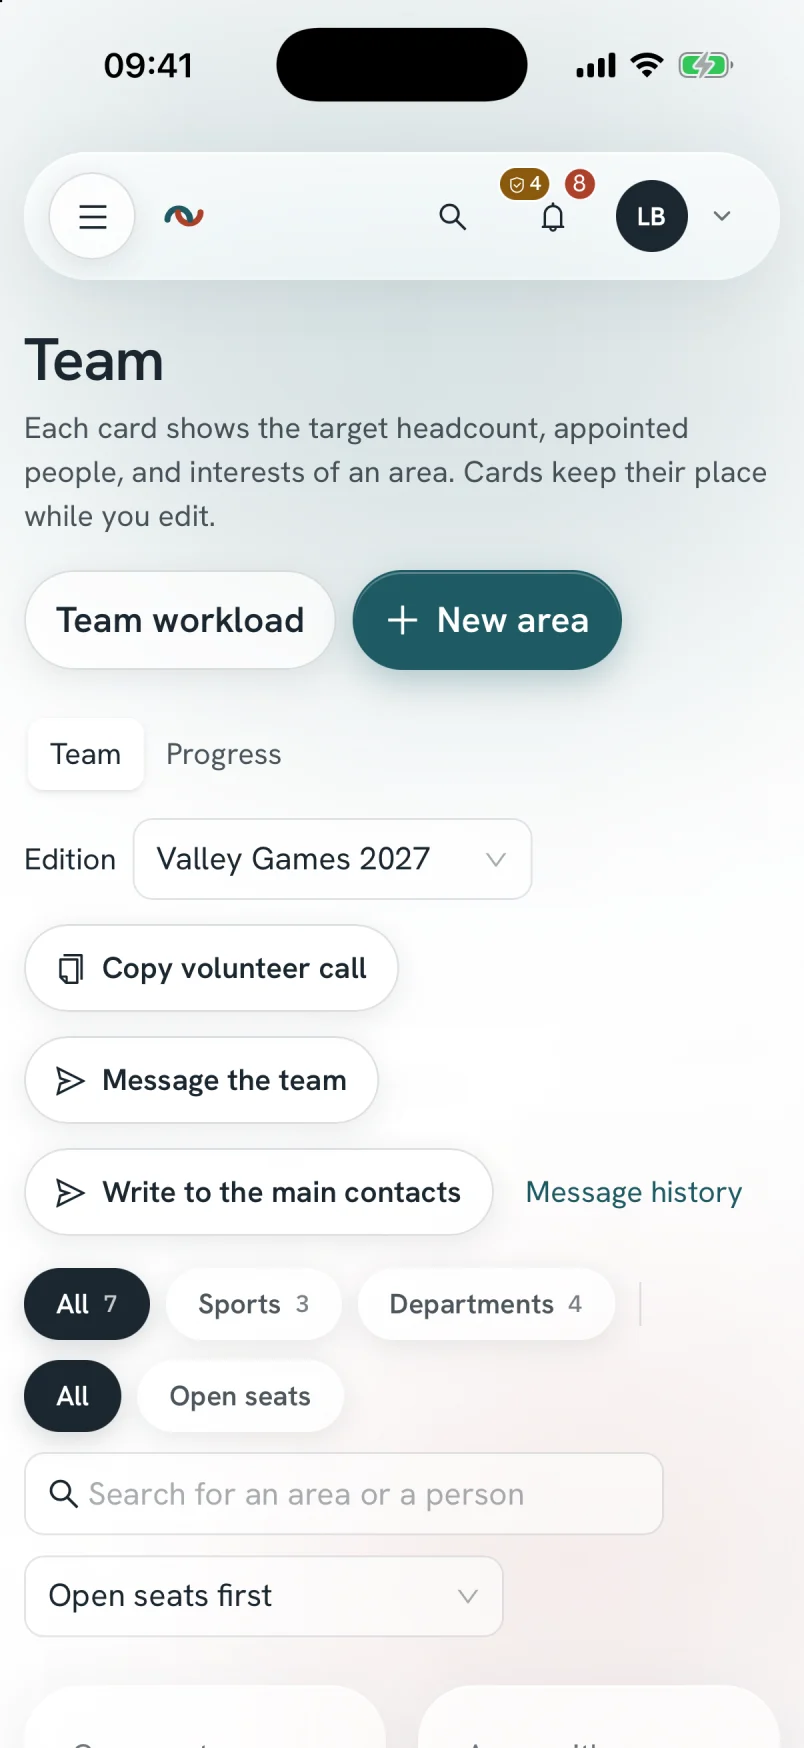 09:41
4
8
LB
Team
Each card shows the target headcount, appointed
people, and interests of an area. Cards keep their place
while you edit.
Team workload
New area
Team Progress
Edition Valley Games 2027
Copy volunteer call
Message the team
Write to the main contacts Message history
All 7 Sports 3 Departments 4
All Open seats
Search for an area or a person
Open seats first